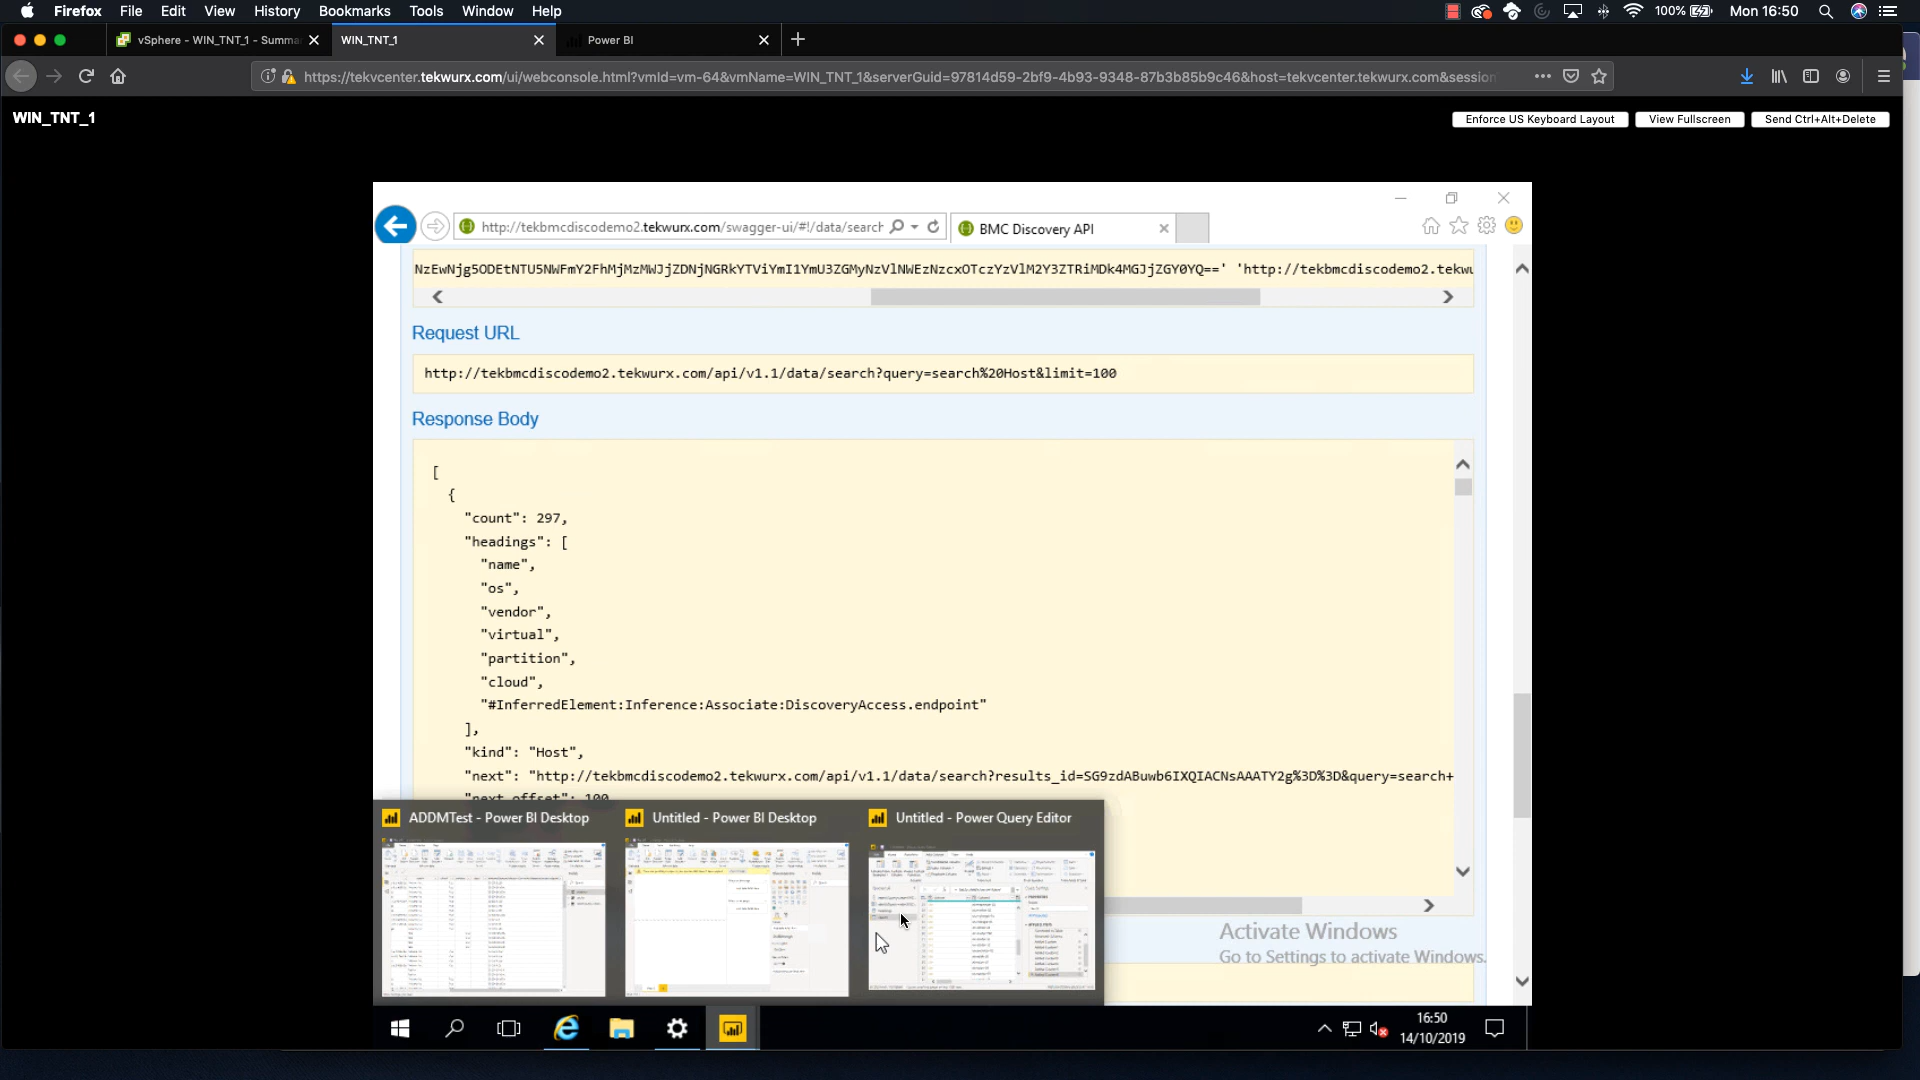 Firefox File Edit View History Bookmarks Tools Window Help 100% Mon 16:50
vSphere - WIN_TNT_1 - Summa WIN_TNT_1 Power BI
https://tekvcenter.tekwurx.com/ui/webconsole.html?vmId=vm-64&vmName=WIN_TNT_1&serverGuid=97814d59-2bf9-4b93-9348-87b3b85b9c46&host=tekvcenter.tekwurx.com&session
WIN_TNT_1 Enforce US Keyboard Layout View Fullscreen Send Ctrl+Alt+Delete
http://tekbmcdiscodemo2.tekwurx.com/swagger-ui/#!/data/search BMC Discovery API
NzEwNjg5ODEtNTU5NWFmY2FhMjMzMWJjZDNjNGRkYTViYmI1YmU3ZGMyNzVlNWEzNzcxOTczYzVlM2Y3ZTRiMDk4MGJjZGY0YQ==' 'http://tekbmcdiscodemo2.tekwu
Request URL
http://tekbmcdiscodemo2.tekwurx.com/api/v1.1/data/search?query=search%20Host&limit=100
Response Body
[
{
"count": 297,
"headings": [
"name",
"os",
"vendor",
"virtual",
"partition",
"cloud",
"#InferredElement:Inference:Associate:DiscoveryAccess.endpoint"
],
"kind": "Host",
"next": "http://tekbmcdiscodemo2.tekwurx.com/api/v1.1/data/search?results_id=SG9zdABuwb6IXQIACNsAAATY2g%3D%3D&query=search+
"next_offset": 100
ADDMTest - Power BI Desktop Untitled - Power BI Desktop Untitled - Power Query Editor
Activate Windows
Go to Settings to activate Windows.
16:50
14/10/2019